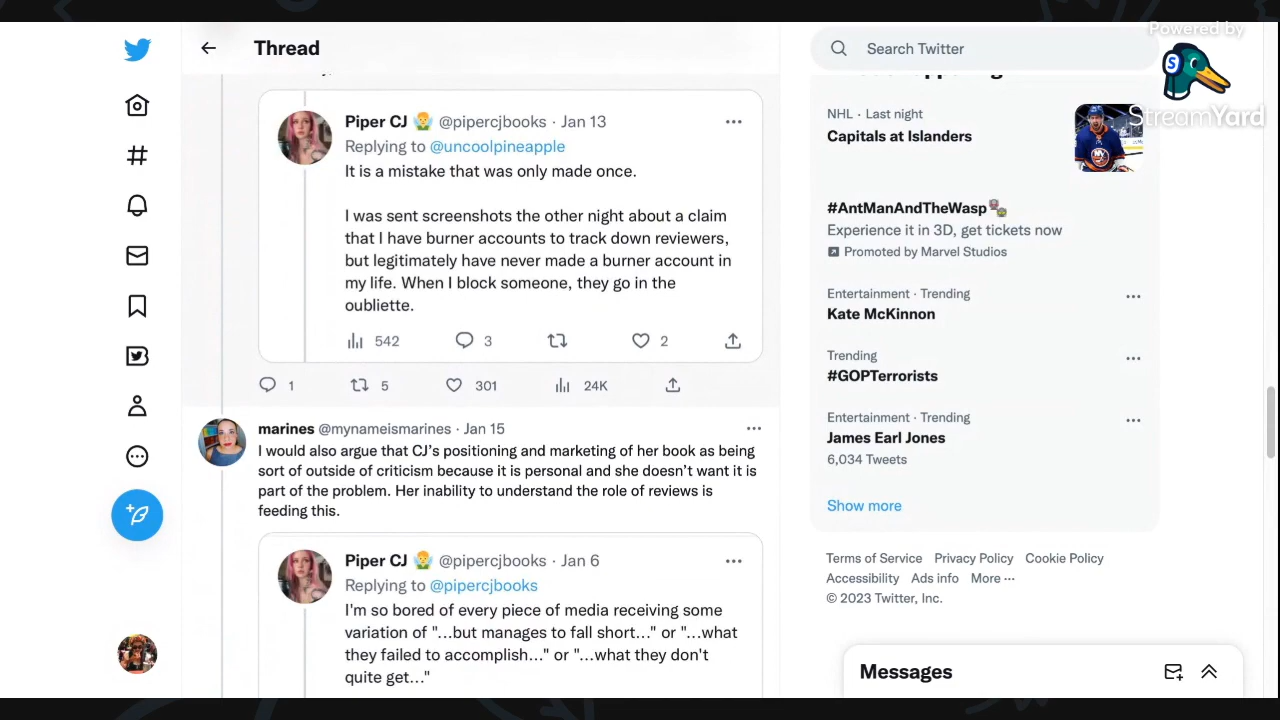 Powered by
StreamYard
Thread
Search Twitter
Piper CJ @pipercjbooks · Jan 13
Replying to @uncoolpineapple
It is a mistake that was only made once.
I was sent screenshots the other night about a claim
that I have burner accounts to track down reviewers,
but legitimately have never made a burner account in
my life. When I block someone, they go in the
oubliette.
542 3 2
1 5 301 24K
marines @mynameismarines · Jan 15
I would also argue that CJ's positioning and marketing of her book as being
sort of outside of criticism because it is personal and she doesn't want it is
part of the problem. Her inability to understand the role of reviews is
feeding this.
Piper CJ @pipercjbooks · Jan 6
Replying to @pipercjbooks
I'm so bored of every piece of media receiving some
variation of "...but manages to fall short..." or "...what
they failed to accomplish..." or "...what they don't
quite get..."
NHL · Last night
Capitals at Islanders
#AntManAndTheWasp
Experience it in 3D, get tickets now
Promoted by Marvel Studios
Entertainment · Trending
Kate McKinnon
Trending
#GOPTerrorists
Entertainment · Trending
James Earl Jones
6,034 Tweets
Show more
Terms of Service Privacy Policy Cookie Policy
Accessibility Ads info More ···
© 2023 Twitter, Inc.
Messages